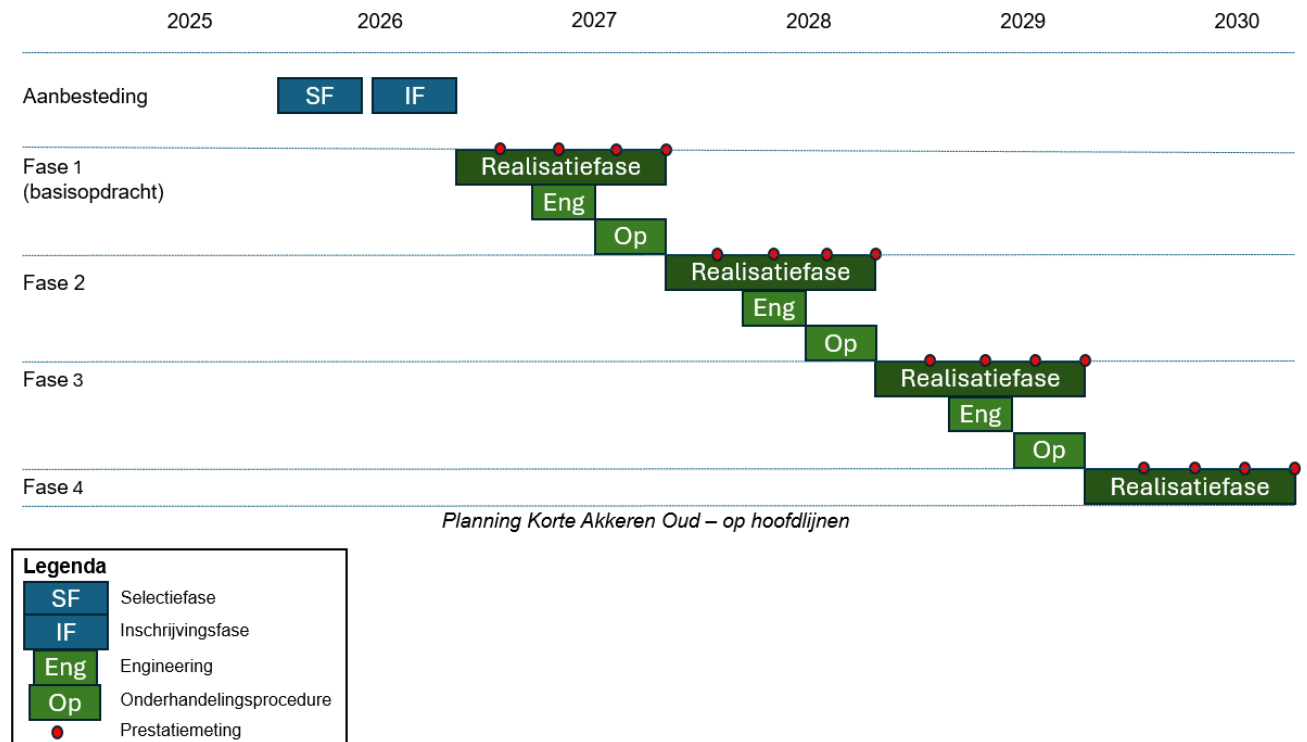 2025 2026 2027 2028 2029 2030
Aanbesteding SF IF
Fase 1 Realisatiefase
(basisopdracht) Eng
Op
Fase 2 Realisatiefase
Eng
Op
Fase 3 Realisatiefase
Eng
Op
Fase 4 Realisatiefase
Planning Korte Akkeren Oud – op hoofdlijnen
Legenda
SF Selectiefase
IF Inschrijvingsfase
Eng Engineering
Op Onderhandelingsprocedure
Prestatiemeting